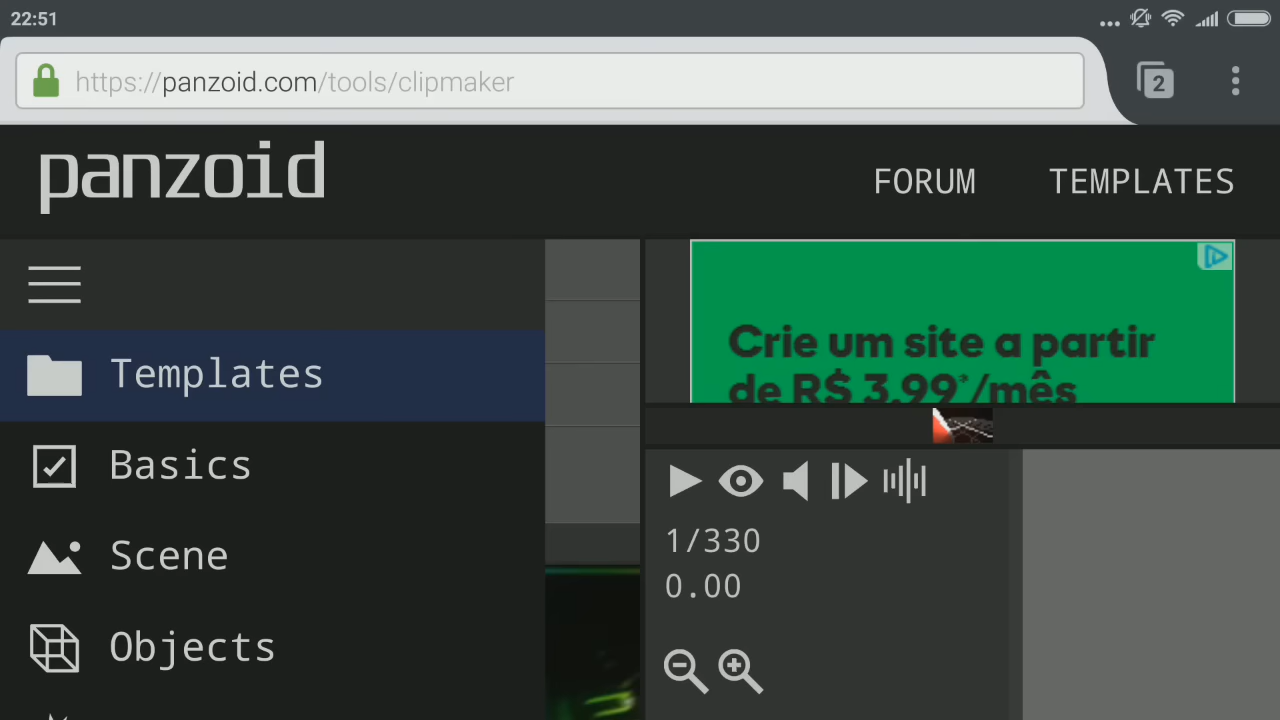 22:51
https://panzoid.com/tools/clipmaker
2
panzoid
FORUM
TEMPLATES
Templates
Basics
Scene
Objects
Crie um site a partir
de R$ 3,99*/mês
1/330
0.00